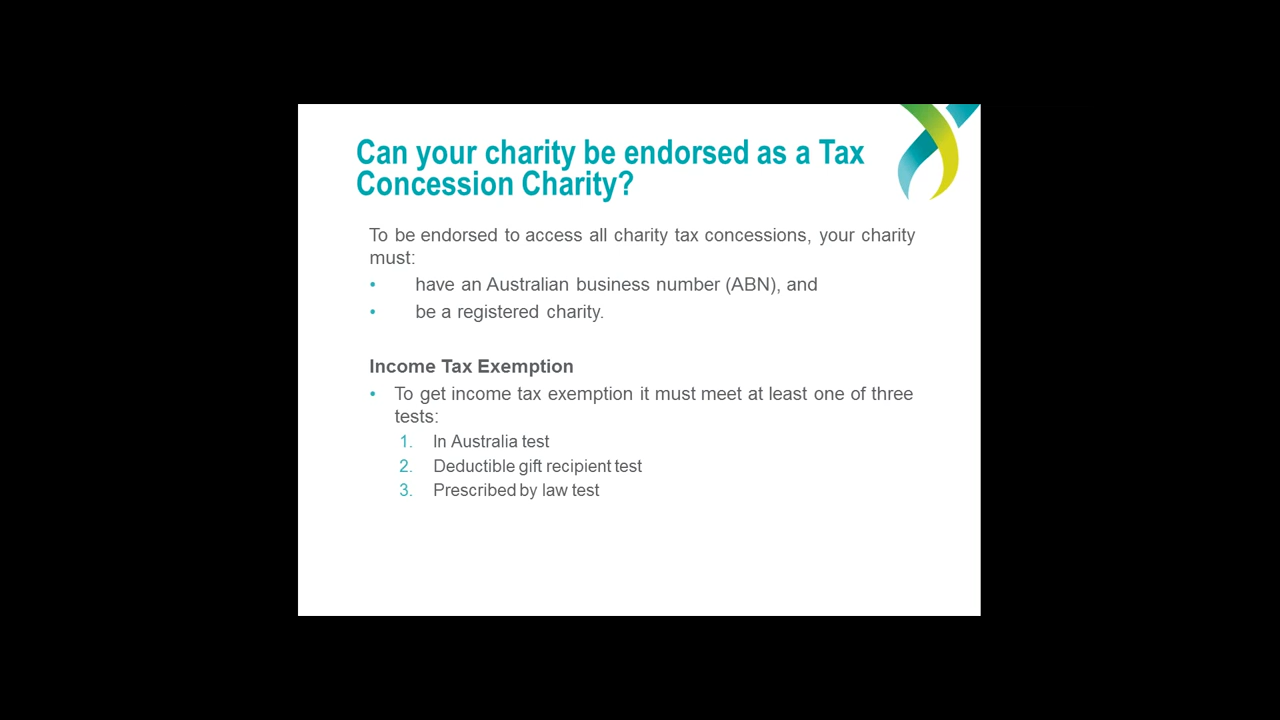 Can your charity be endorsed as a Tax
Concession Charity?
To be endorsed to access all charity tax concessions, your charity
must:
• have an Australian business number (ABN), and
• be a registered charity.
Income Tax Exemption
• To get income tax exemption it must meet at least one of three
tests:
1. In Australia test
2. Deductible gift recipient test
3. Prescribed by law test